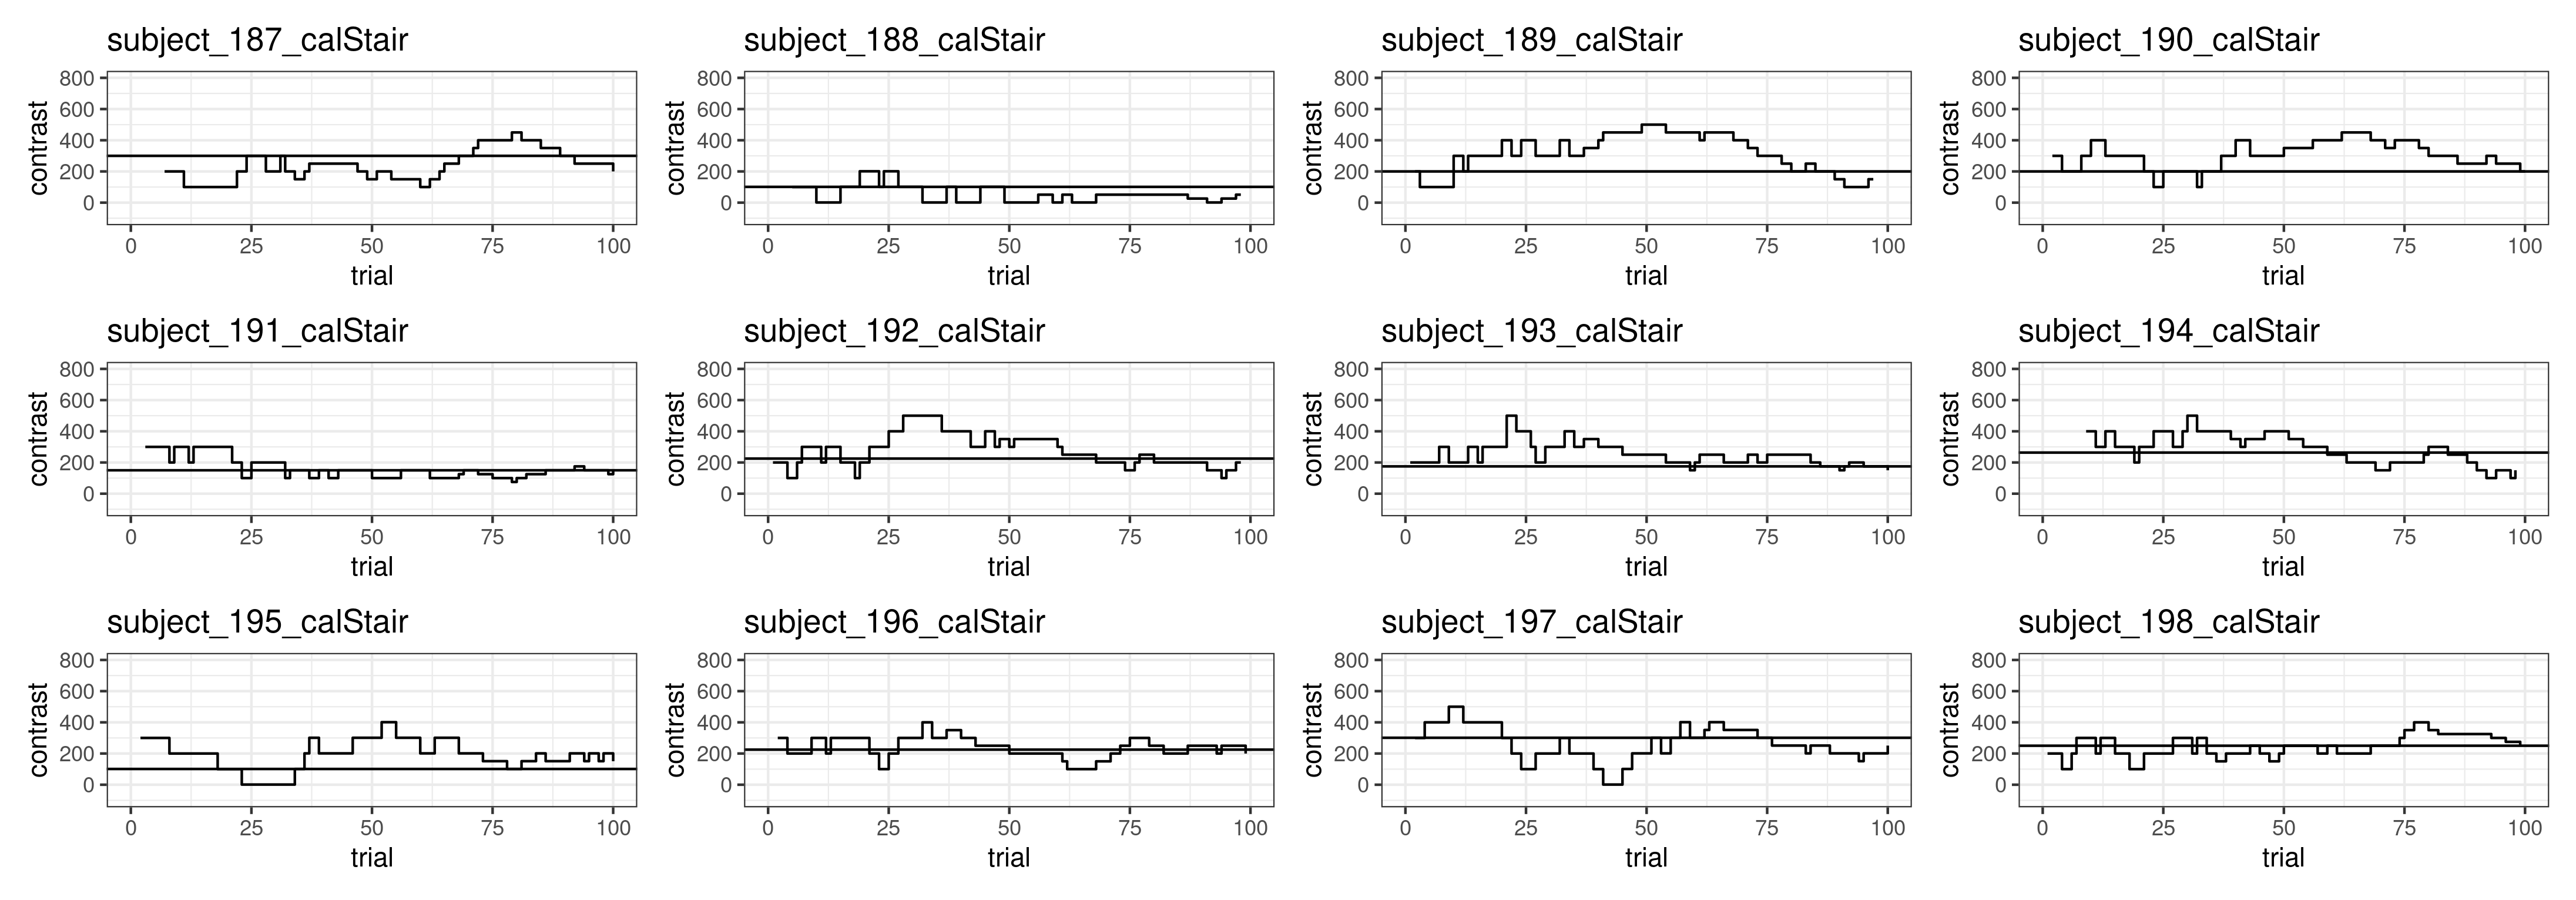 subject_187_calStair subject_188_calStair subject_189_calStair subject_190_calStair
800 800 800 800
600 600 600 600
400 400 400 400
200 200 200 200
0 0 0 0
contrast contrast contrast contrast
0 25 50 75 100 0 25 50 75 100 0 25 50 75 100 0 25 50 75 100
trial trial trial trial
subject_191_calStair subject_192_calStair subject_193_calStair subject_194_calStair
800 800 800 800
600 600 600 600
400 400 400 400
200 200 200 200
0 0 0 0
contrast contrast contrast contrast
0 25 50 75 100 0 25 50 75 100 0 25 50 75 100 0 25 50 75 100
trial trial trial trial
subject_195_calStair subject_196_calStair subject_197_calStair subject_198_calStair
800 800 800 800
600 600 600 600
400 400 400 400
200 200 200 200
0 0 0 0
contrast contrast contrast contrast
0 25 50 75 100 0 25 50 75 100 0 25 50 75 100 0 25 50 75 100
trial trial trial trial